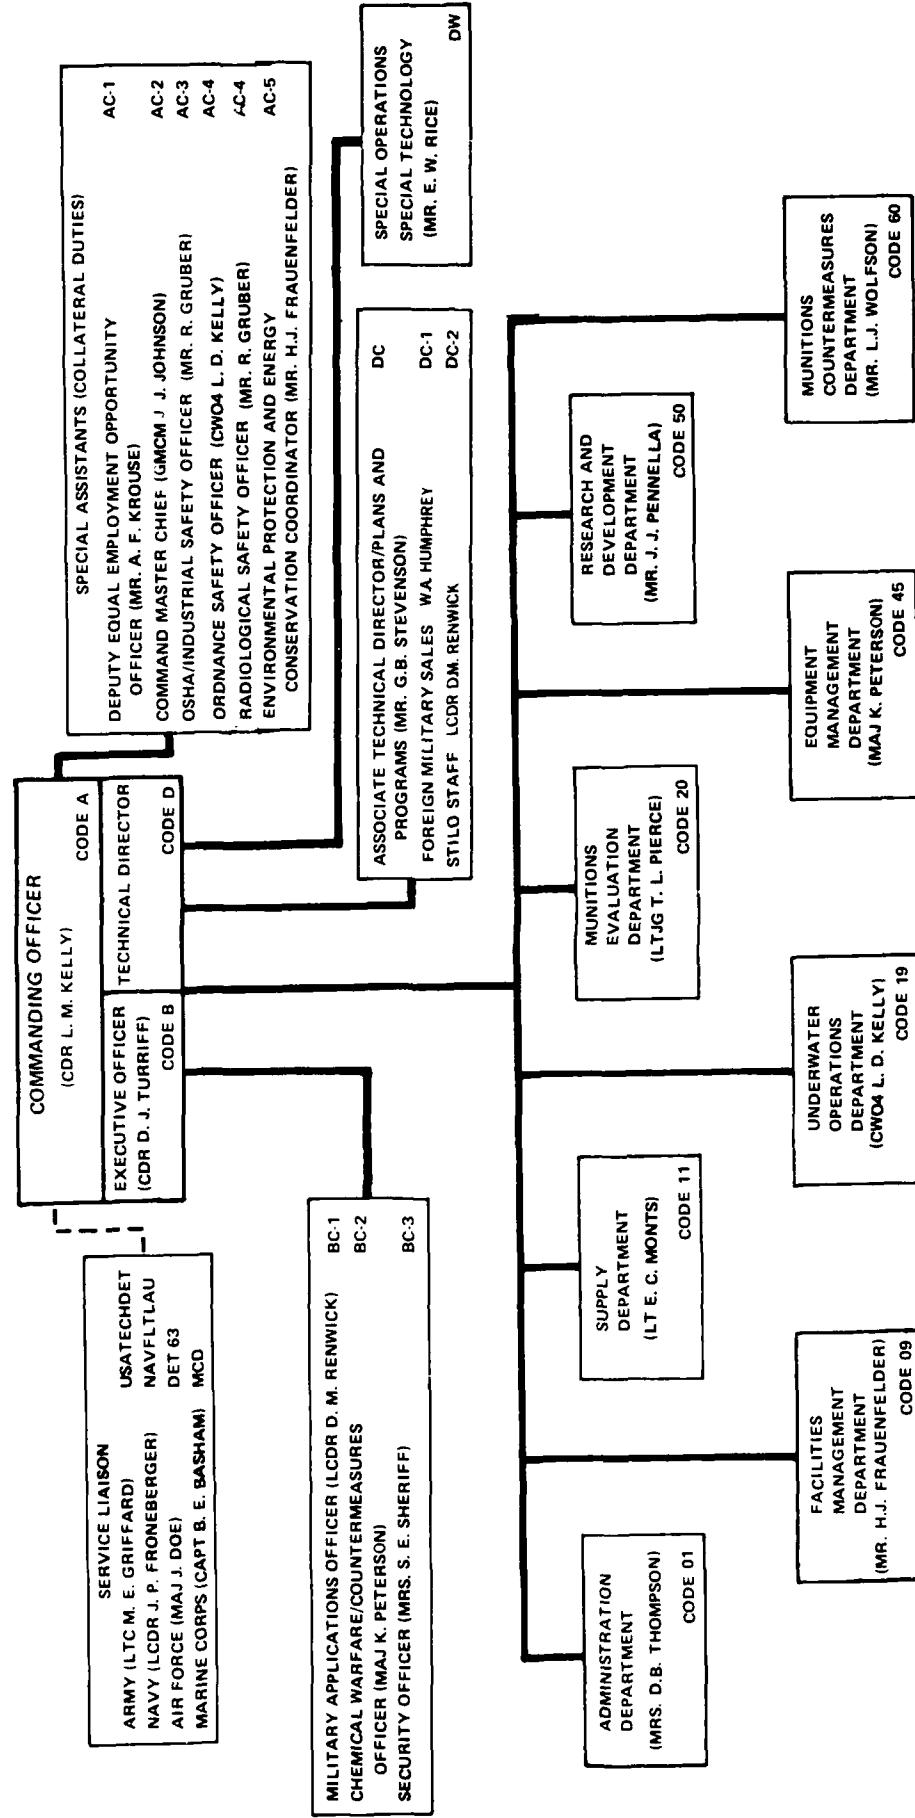 COMMANDING OFFICER
(CDR L. M. KELLY)
CODE A
EXECUTIVE OFFICER
(CDR D. J. TURRIFF)
CODE B
TECHNICAL DIRECTOR
CODE D
SERVICE LIAISON
ARMY (LTC M. E. GRIFFARD) USATECHDET
NAVY (LCDR J. P. FRONEBERGER) NAVFLTLAU
AIR FORCE (MAJ J. DOE) DET 63
MARINE CORPS (CAPT B. E. BASHAM) MCD
SPECIAL ASSISTANTS (COLLATERAL DUTIES)
DEPUTY EQUAL EMPLOYMENT OPPORTUNITY AC-1
OFFICER (MR. A. F. KROUSE)
COMMAND MASTER CHIEF (GMCM J J. JOHNSON) AC-2
OSHA/INDUSTRIAL SAFETY OFFICER (MR. R. GRUBER) AC-3
ORDNANCE SAFETY OFFICER (CWO4 L. D. KELLY) AC-4
RADIOLOGICAL SAFETY OFFICER (MR. R. GRUBER) AC-4
ENVIRONMENTAL PROTECTION AND ENERGY AC-5
CONSERVATION COORDINATOR (MR. H.J. FRAUENFELDER)
MILITARY APPLICATIONS OFFICER (LCDR D. M. RENWICK) BC-1
CHEMICAL WARFARE/COUNTERMEASURES BC-2
OFFICER (MAJ K. PETERSON)
SECURITY OFFICER (MRS. S. E. SHERIFF) BC-3
ASSOCIATE TECHNICAL DIRECTOR/PLANS AND DC
PROGRAMS (MR. G.B. STEVENSON)
FOREIGN MILITARY SALES W.A. HUMPHREY DC-1
STILO STAFF LCDR D.M. RENWICK DC-2
SPECIAL OPERATIONS
SPECIAL TECHNOLOGY
(MR. E. W. RICE)
DW
ADMINISTRATION
DEPARTMENT
(MRS. D.B. THOMPSON)
CODE 01
SUPPLY
DEPARTMENT
(LT E. C. MONTS)
CODE 11
MUNITIONS
EVALUATION
DEPARTMENT
(LTJG T. L. PIERCE)
CODE 20
RESEARCH AND
DEVELOPMENT
DEPARTMENT
(MR. J. J. PENNELLA)
CODE 50
FACILITIES
MANAGEMENT
DEPARTMENT
(MR. H.J. FRAUENFELDER)
CODE 09
UNDERWATER
OPERATIONS
DEPARTMENT
(CWO4 L. D. KELLY)
CODE 19
EQUIPMENT
MANAGEMENT
DEPARTMENT
(MAJ K. PETERSON)
CODE 45
MUNITIONS
COUNTERMEASURES
DEPARTMENT
(MR. L.J. WOLFSON)
CODE 60